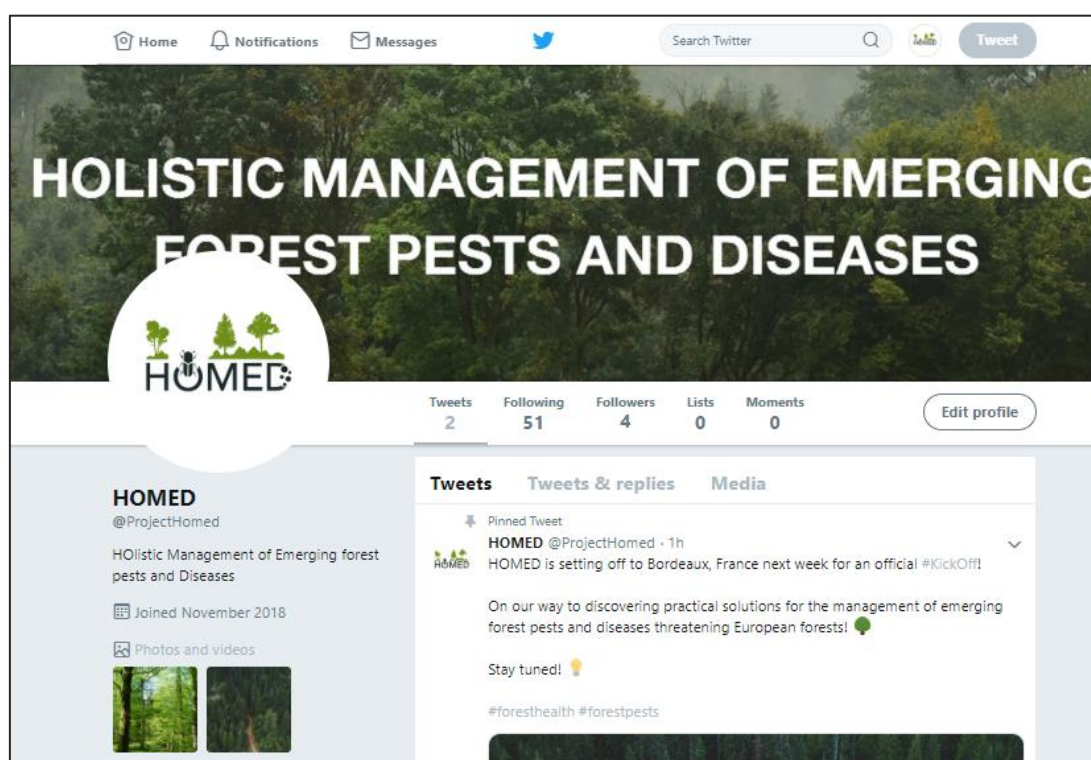 Home Notifications Messages Search Twitter HOMED Tweet
HOLISTIC MANAGEMENT OF EMERGING
FOREST PESTS AND DISEASES
HOMED
Tweets Following Followers Lists Moments
2 51 4 0 0
Edit profile
HOMED
@ProjectHomed
HOlistic Management of Emerging forest
pests and Diseases
Joined November 2018
Photos and videos
Tweets Tweets & replies Media
Pinned Tweet
HOMED
HOMED @ProjectHomed · 1h
HOMED is setting off to Bordeaux, France next week for an official #KickOff!
On our way to discovering practical solutions for the management of emerging
forest pests and diseases threatening European forests!
Stay tuned!
#foresthealth #forestpests